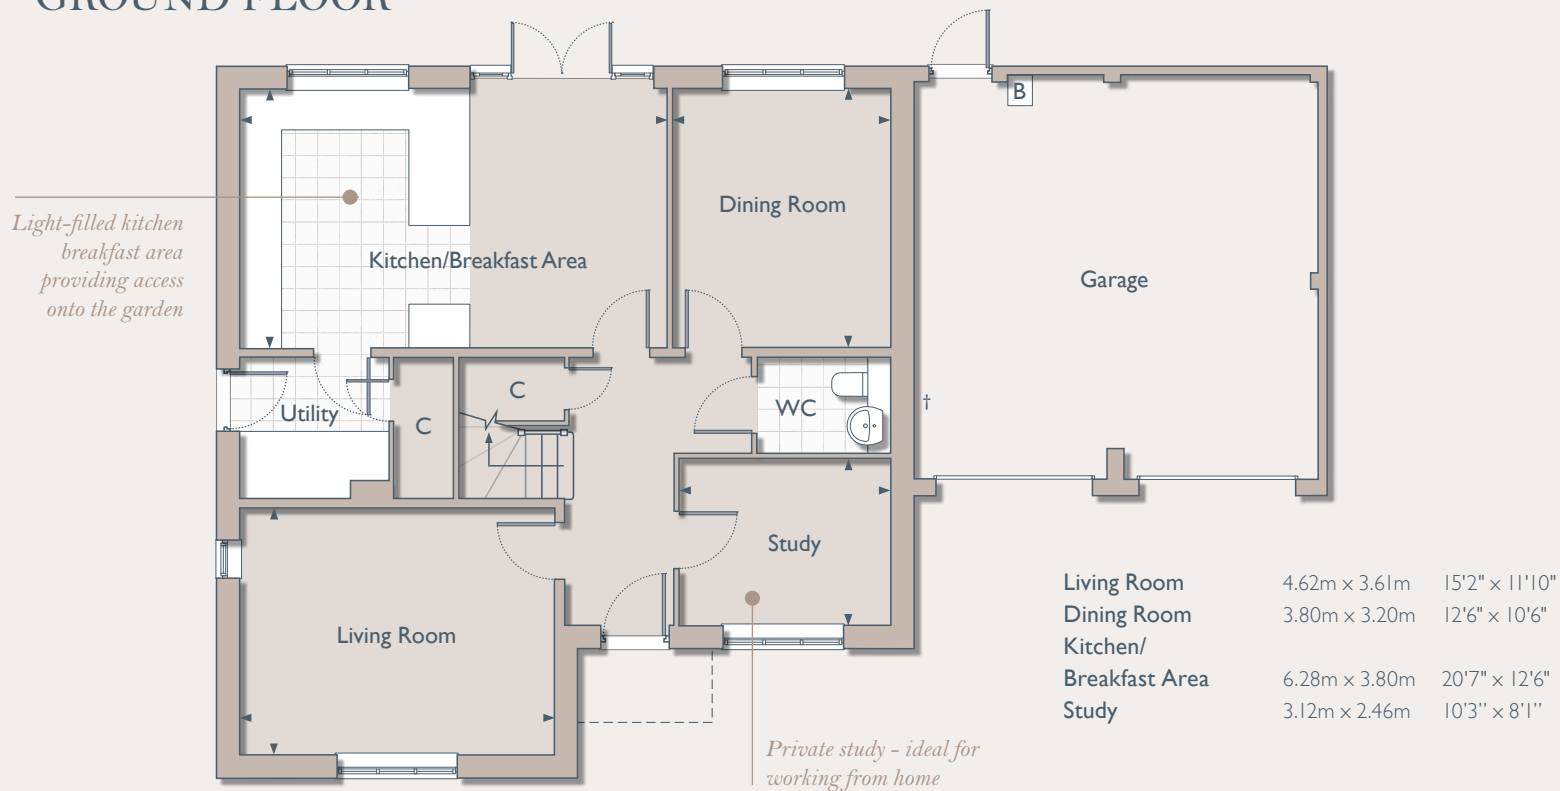 GROUND FLOOR
B
Dining Room
Light-filled kitchen
breakfast area
providing access
onto the garden
Kitchen/Breakfast Area
Garage
C
†
Utility
C
WC
Study
Living Room
Private study - ideal for
working from home
Living Room 4.62m x 3.61m 15'2" x 11'10"
Dining Room 3.80m x 3.20m 12'6" x 10'6"
Kitchen/
Breakfast Area 6.28m x 3.80m 20'7" x 12'6"
Study 3.12m x 2.46m 10'3’’ x 8'1’’